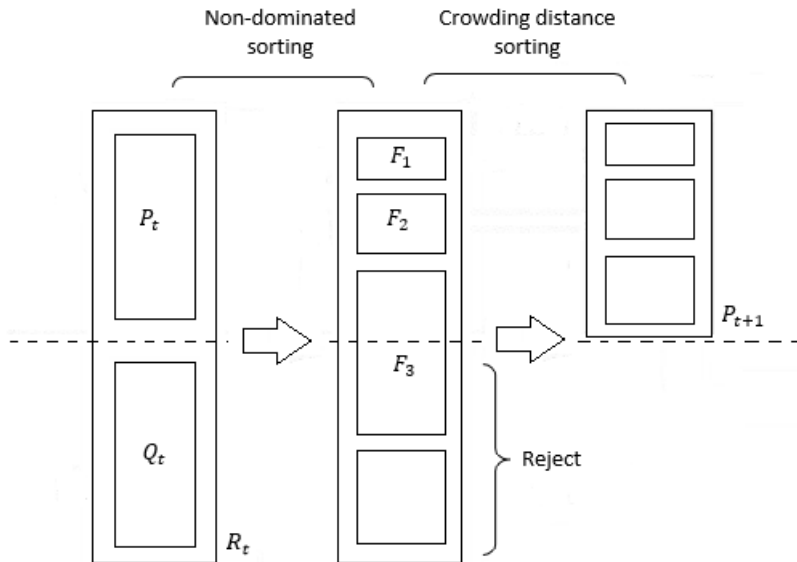 Non-dominated
sorting
Crowding distance
sorting
P_t
Q_t
R_t
F_1
F_2
F_3
Reject
P_{t+1}